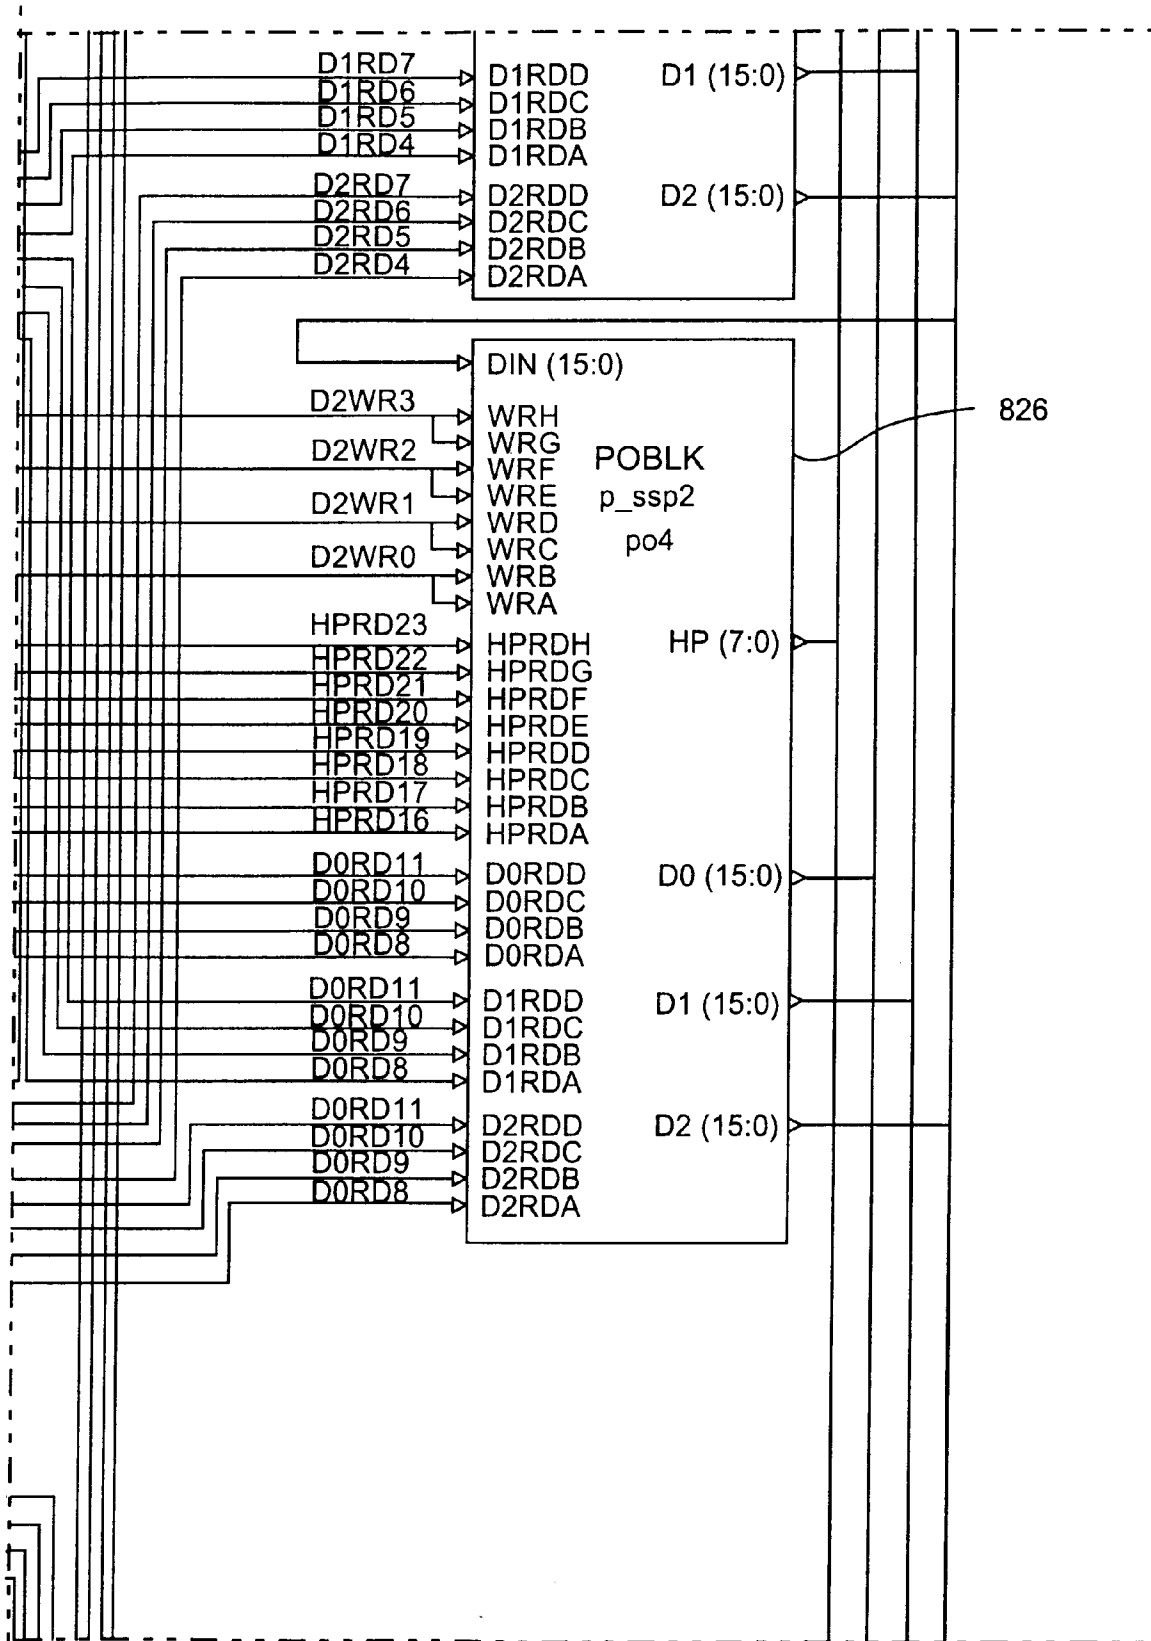 D1RD7 D1RDD D1 (15:0)
D1RD6 D1RDC
D1RD5 D1RDB
D1RD4 D1RDA
D2RD7 D2RDD D2 (15:0)
D2RD6 D2RDC
D2RD5 D2RDB
D2RD4 D2RDA
DIN (15:0)
D2WR3 WRH 826
WRG
D2WR2 WRF POBLK
WRE p_ssp2
D2WR1 WRD
WRC po4
D2WR0 WRB
WRA
HPRD23 HPRDH HP (7:0)
HPRD22 HPRDG
HPRD21 HPRDF
HPRD20 HPRDE
HPRD19 HPRDD
HPRD18 HPRDC
HPRD17 HPRDB
HPRD16 HPRDA
D0RD11 D0RDD D0 (15:0)
D0RD10 D0RDC
D0RD9 D0RDB
D0RD8 D0RDA
D0RD11 D1RDD D1 (15:0)
D0RD10 D1RDC
D0RD9 D1RDB
D0RD8 D1RDA
D0RD11 D2RDD D2 (15:0)
D0RD10 D2RDC
D0RD9 D2RDB
D0RD8 D2RDA